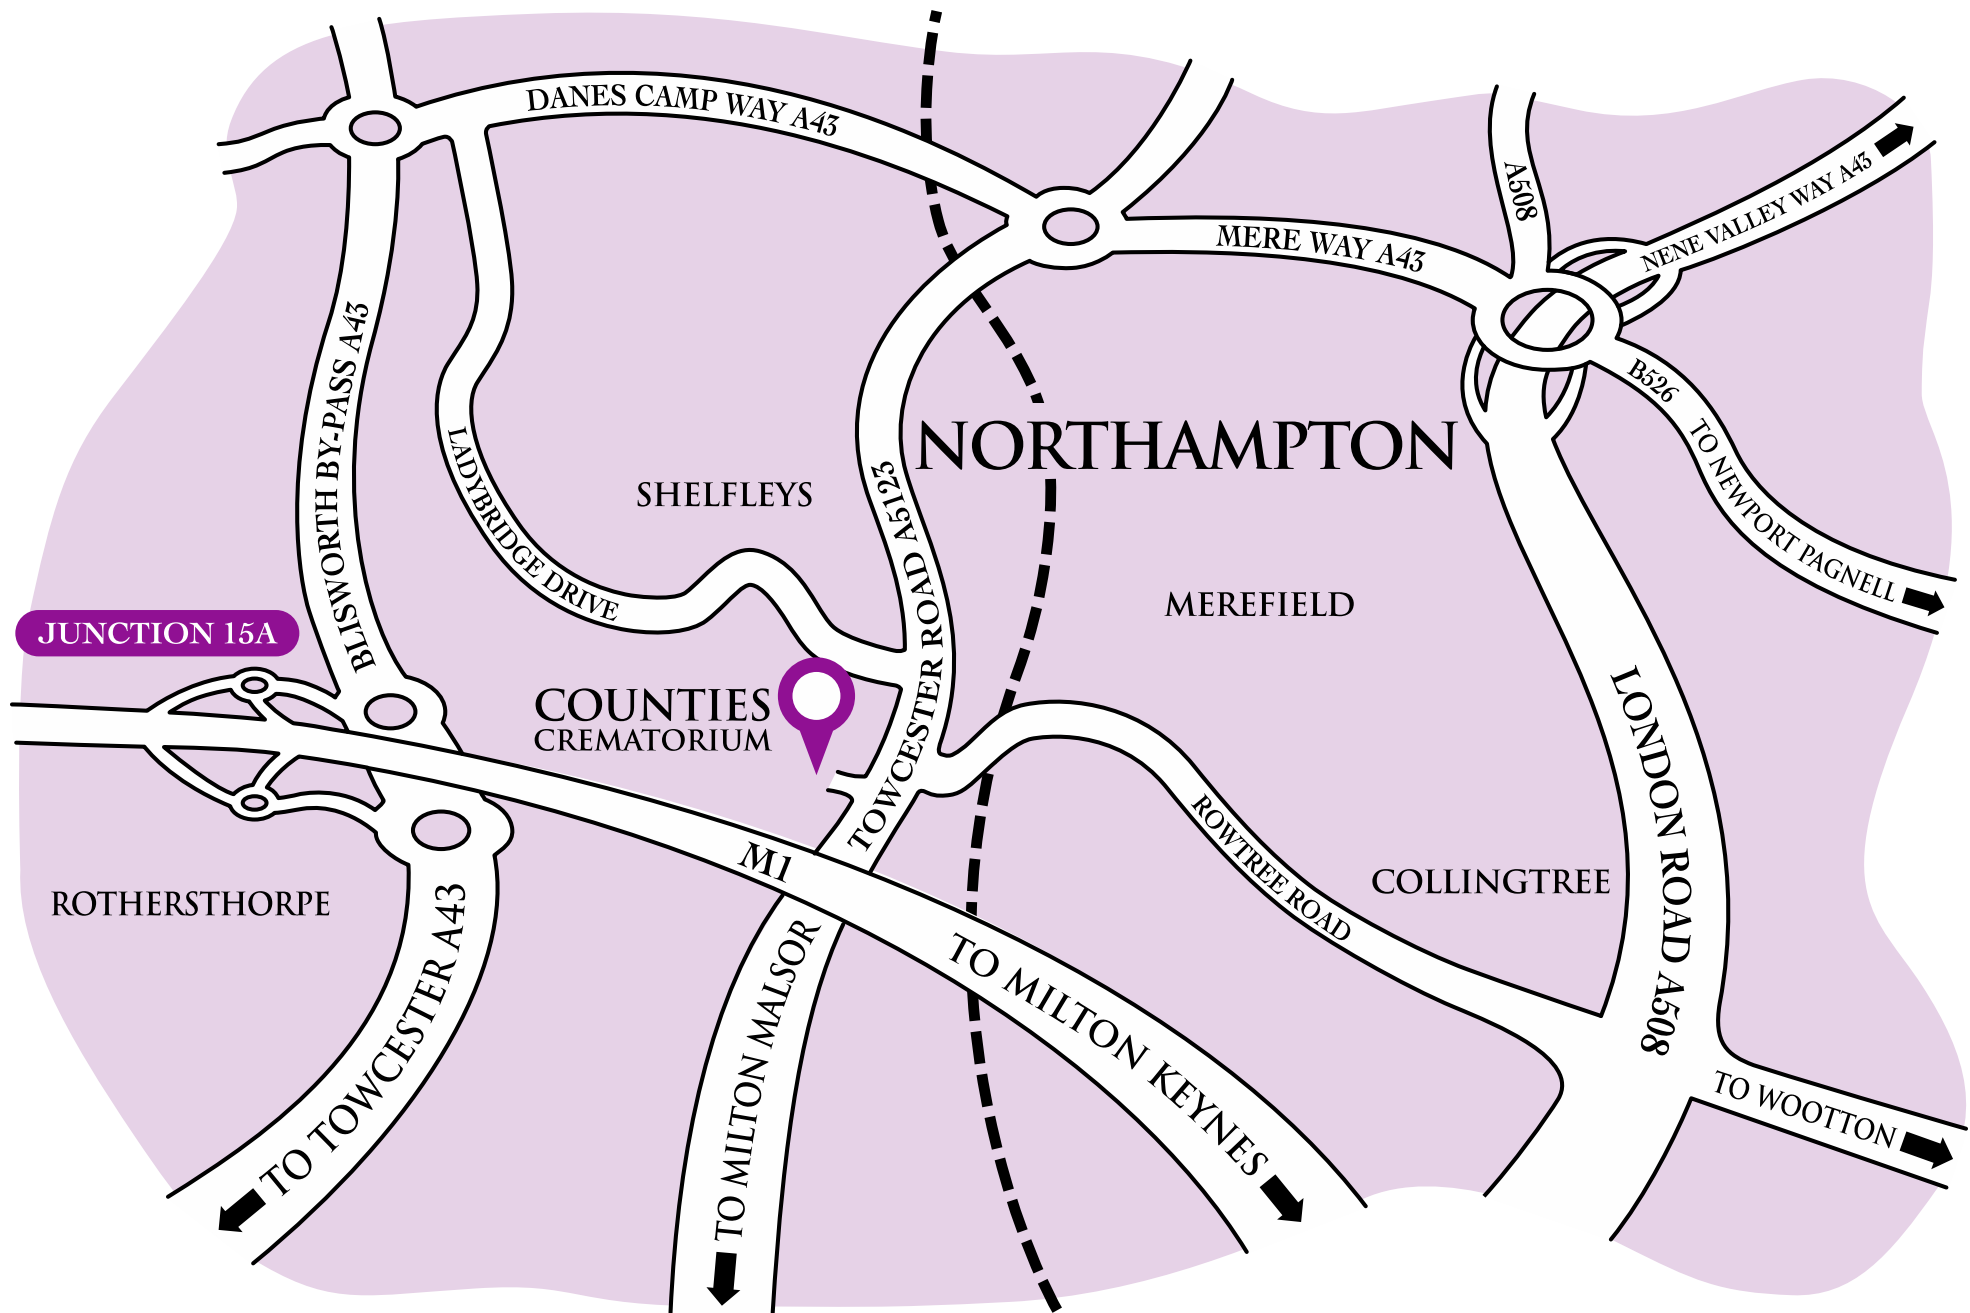 DANES CAMP WAY A43
A508
NENE VALLEY WAY A43
MERE WAY A43
BLISWORTH BY-PASS A43
B526
TO NEWPORT PAGNELL
NORTHAMPTON
LADYBRIDGE DRIVE
SHELFLEYS
TOWCESTER ROAD A5123
MEREFIELD
JUNCTION 15A
COUNTIES
CREMATORIUM
LONDON ROAD A508
ROWTREE ROAD
M1
COLLINGTREE
ROTHERSTHORPE
TO TOWCESTER A43
TO MILTON MALSOR
TO MILTON KEYNES
TO WOOTTON